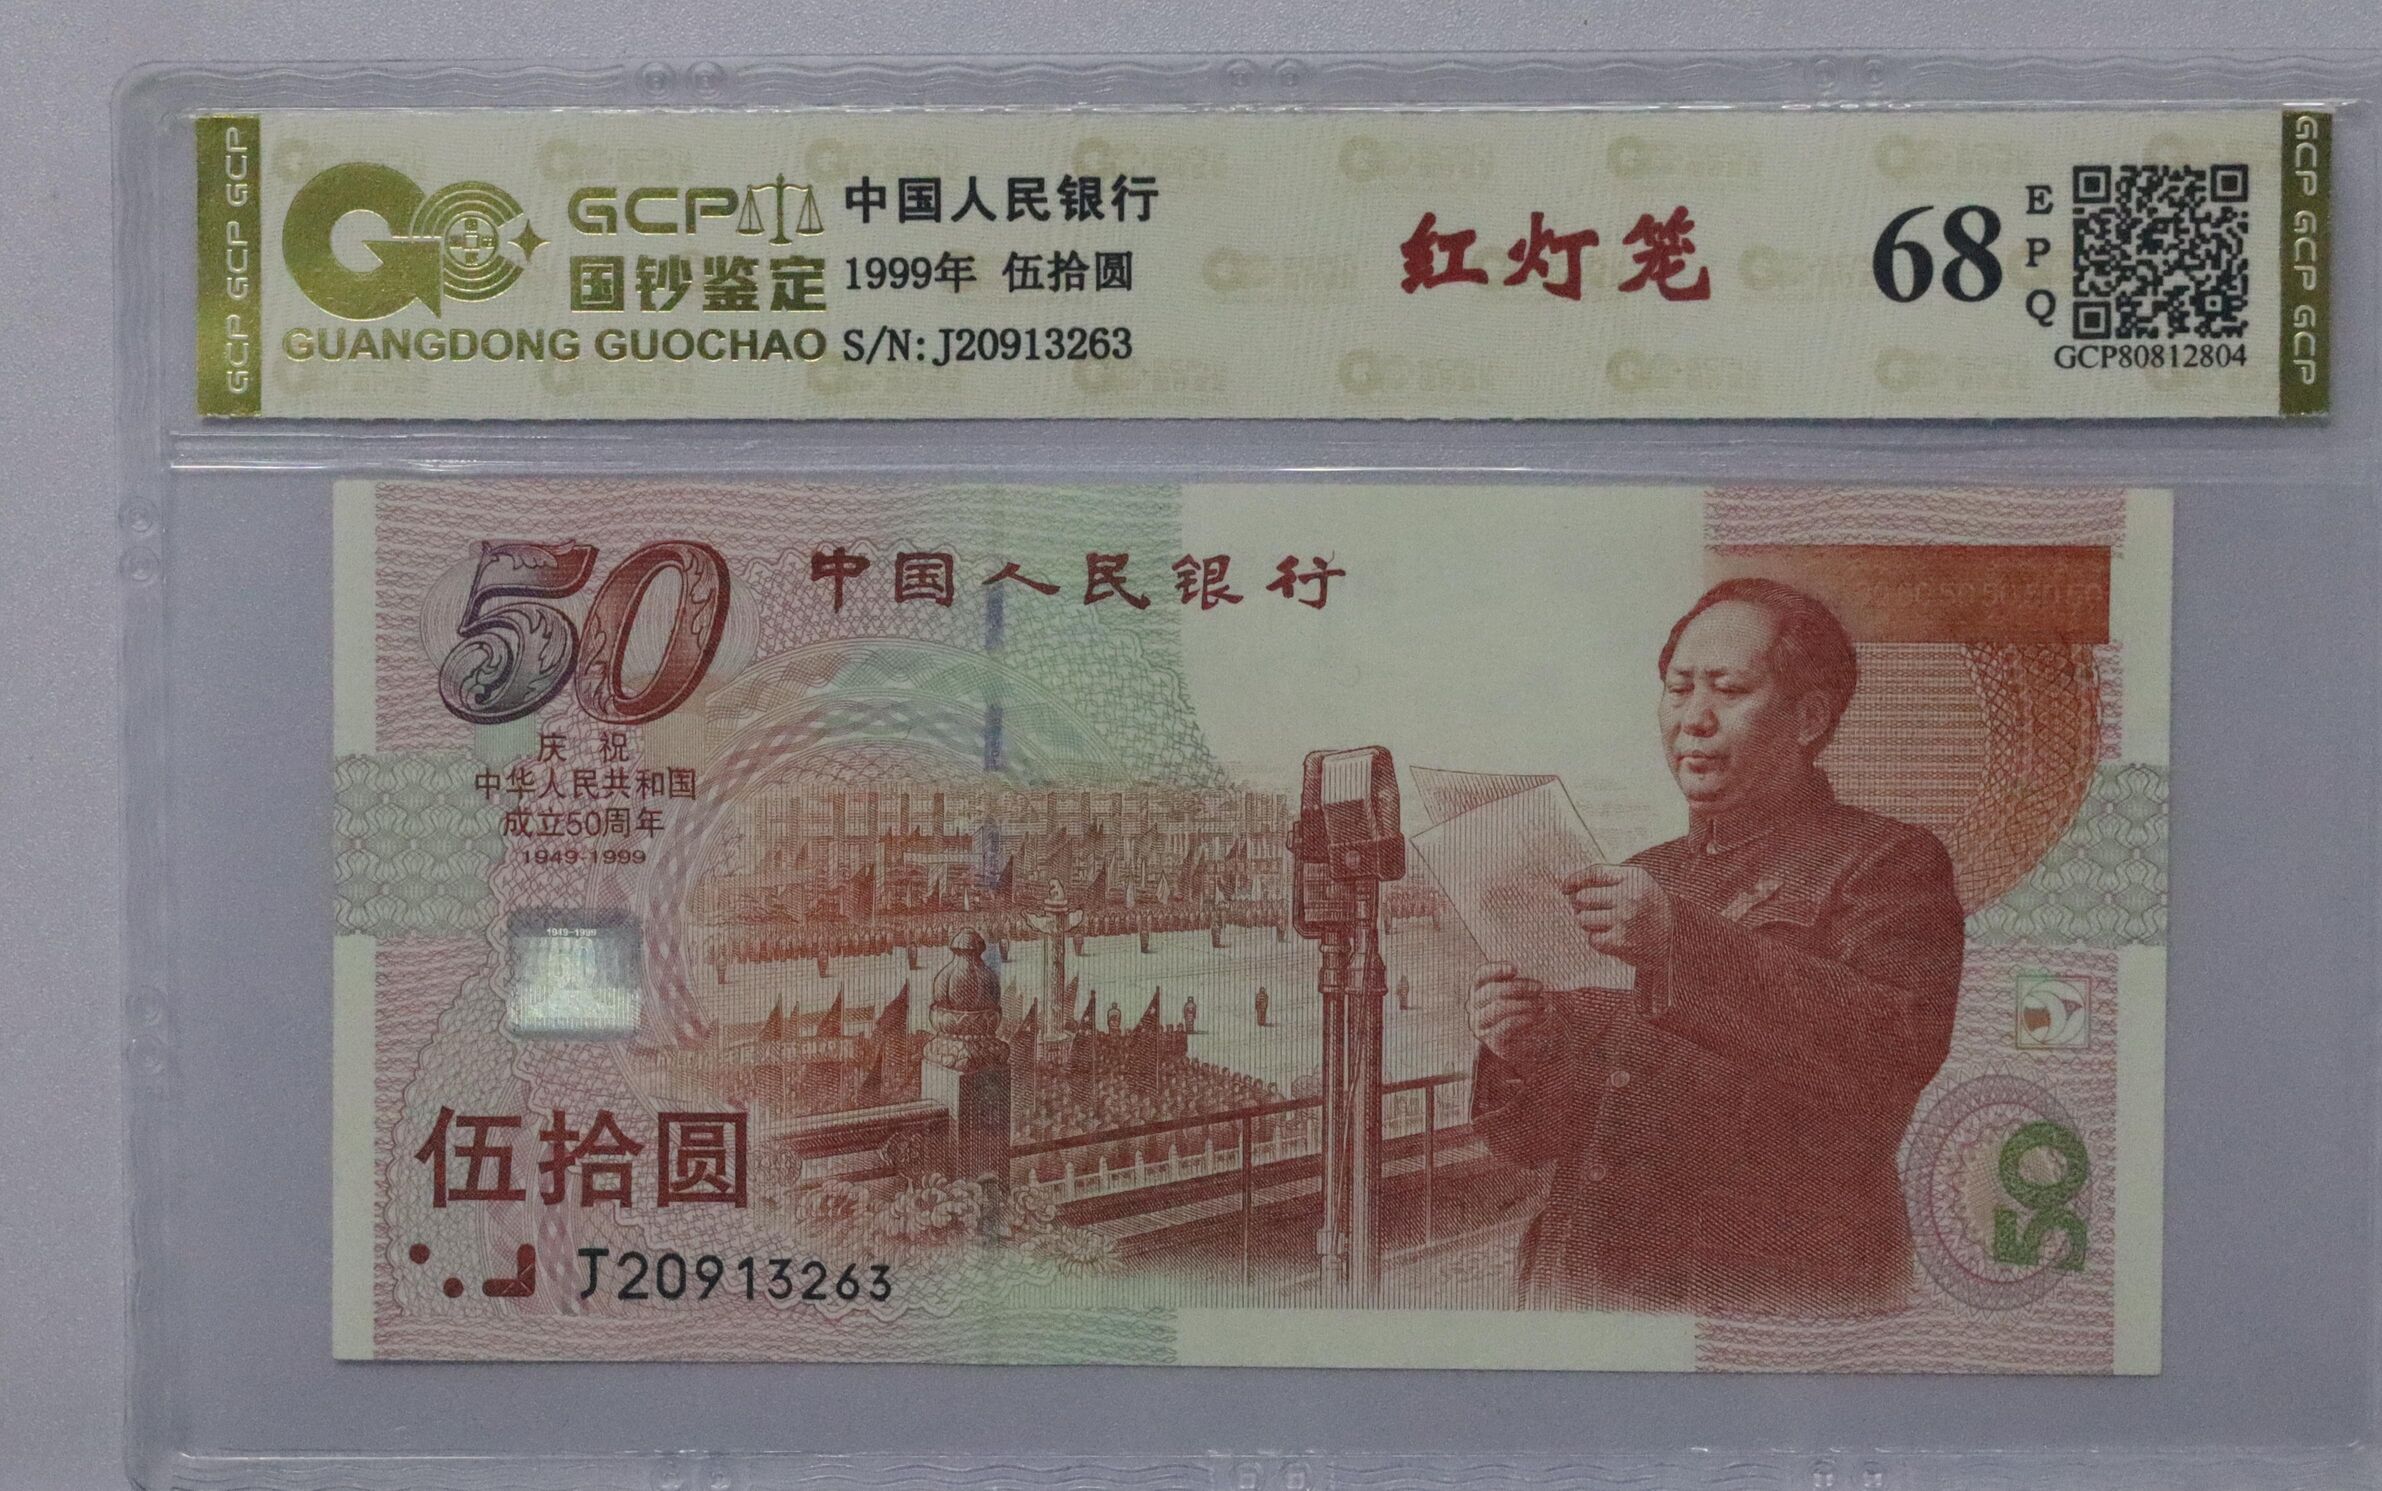 GCP GCP GCP
GCP
国钞鉴定
GUANGDONG GUOCHAO
中国人民银行
1999年 伍拾圆
S/N: J20913263
红灯笼
68
EPQ
GCP80812804
GCP GCP GCP
50
中国人民银行
庆祝
中华人民共和国
成立50周年
1949-1999
1949-1999
伍拾圆
J20913263
50